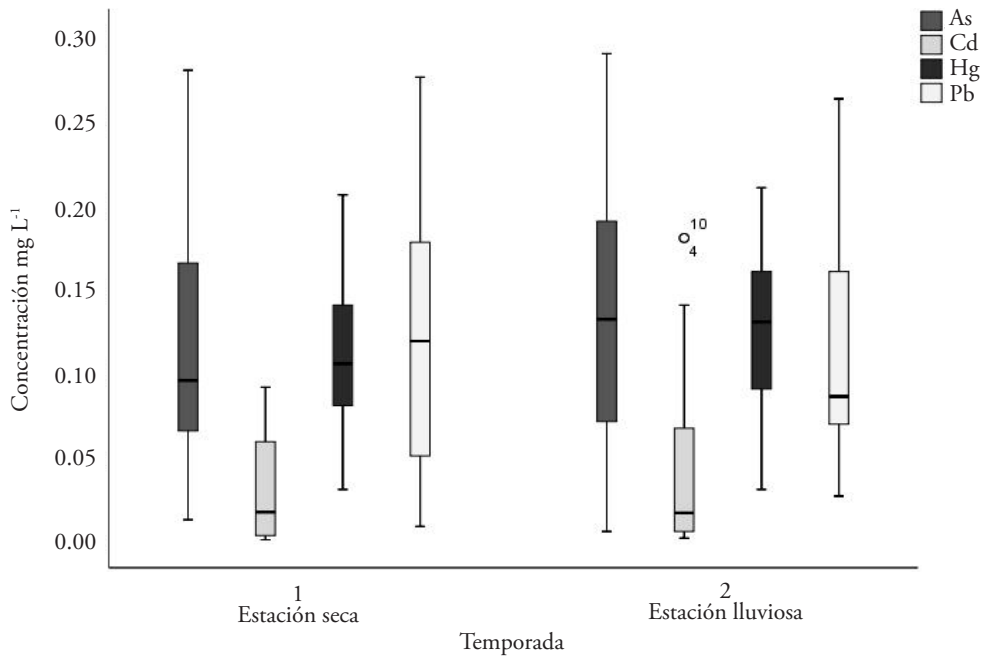 As
Cd
Hg
Pb
0.30
0.25
0.20
0.15
0.10
0.05
0.00
Concentración mg L-1
10
4
1
Estación seca
2
Estación lluviosa
Temporada